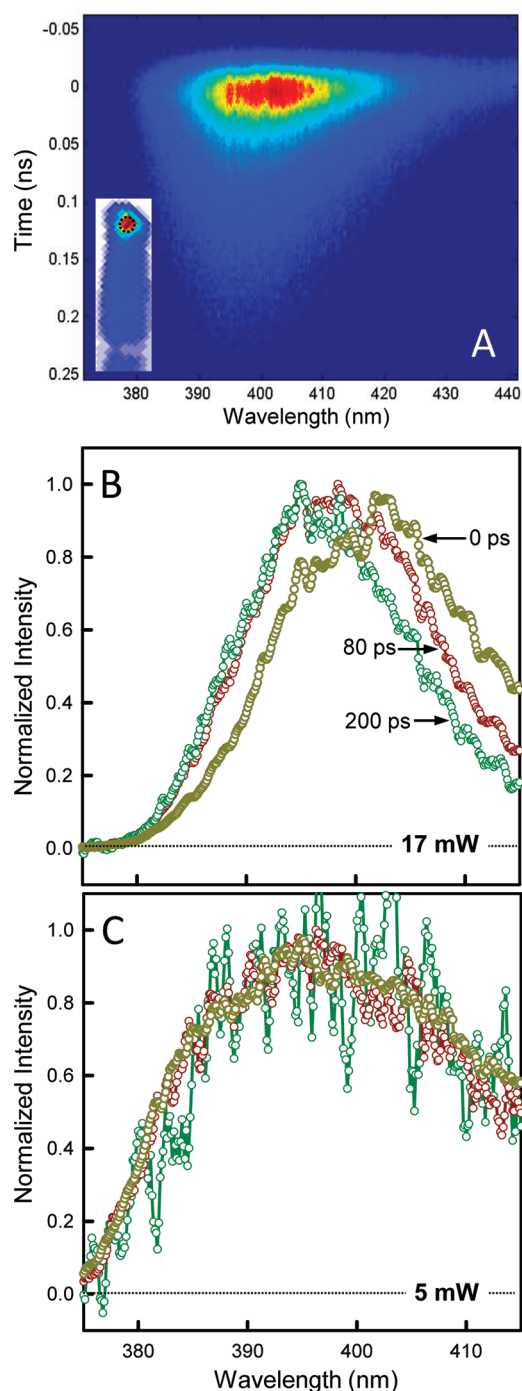 -0.05
0
0.05
0.1
0.15
0.2
0.25
Time (ns)
A
380 390 400 410 420 430 440
Wavelength (nm)
B
1.0
0.8
0.6
0.4
0.2
0.0
Normalized Intensity
0 ps
80 ps
200 ps
17 mW
C
1.0
0.8
0.6
0.4
0.2
0.0
Normalized Intensity
5 mW
380 390 400 410
Wavelength (nm)